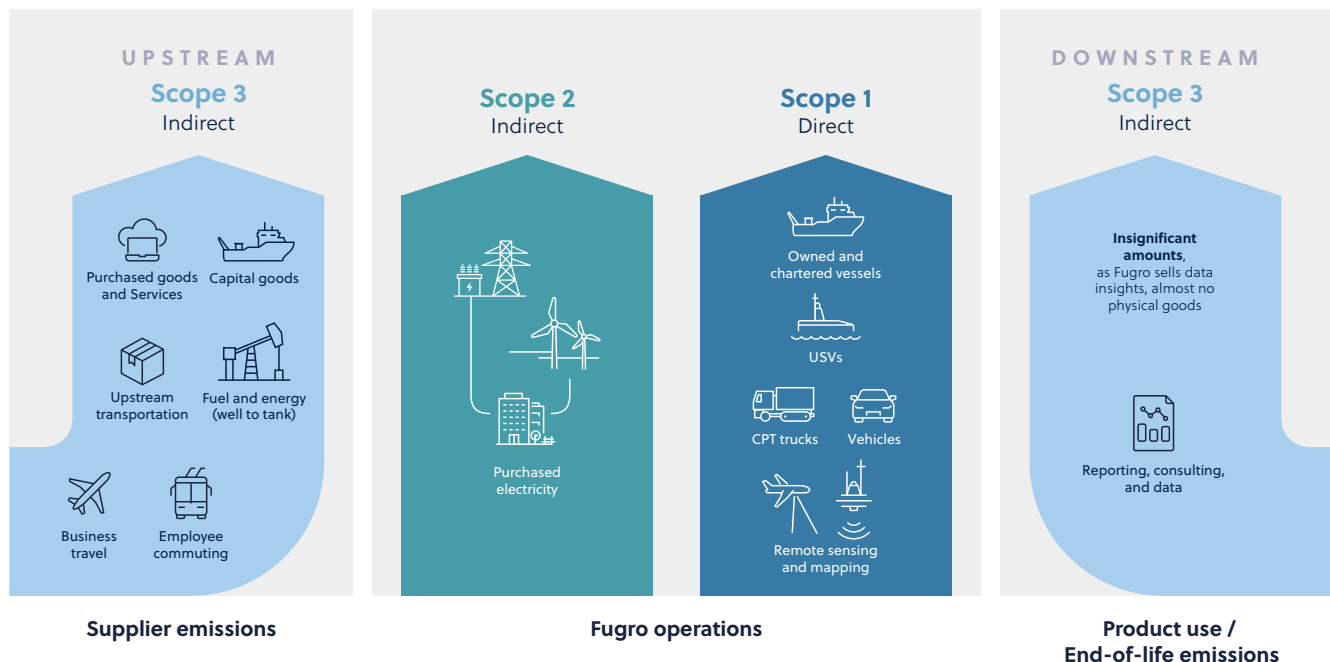 UPSTREAM
Scope 3
Indirect
Purchased goods
and Services
Capital goods
Upstream
transportation
Fuel and energy
(well to tank)
Business
travel
Employee
commuting
Supplier emissions
Scope 2
Indirect
Purchased
electricity
Scope 1
Direct
Owned and
chartered vessels
USVs
CPT trucks
Vehicles
Remote sensing
and mapping
Fugro operations
DOWNSTREAM
Scope 3
Indirect
Insignificant
amounts,
as Fugro sells data
insights, almost no
physical goods
Reporting, consulting,
and data
Product use /
End-of-life emissions